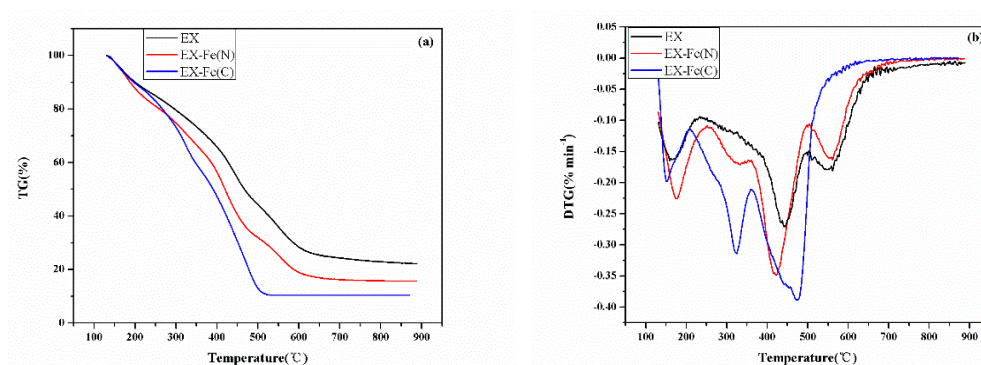 EX
EX-Fe(N)
EX-Fe(C)
(a)
100
80
60
40
20
0
TG(%)
100 200 300 400 500 600 700 800 900
Temperature(℃)
EX
EX-Fe(N)
EX-Fe(C)
(b)
0.00
-0.05
-0.10
-0.15
-0.20
-0.25
-0.30
-0.35
-0.40
DTG(% min⁻¹)
100 200 300 400 500 600 700 800 900
Temperature(℃)